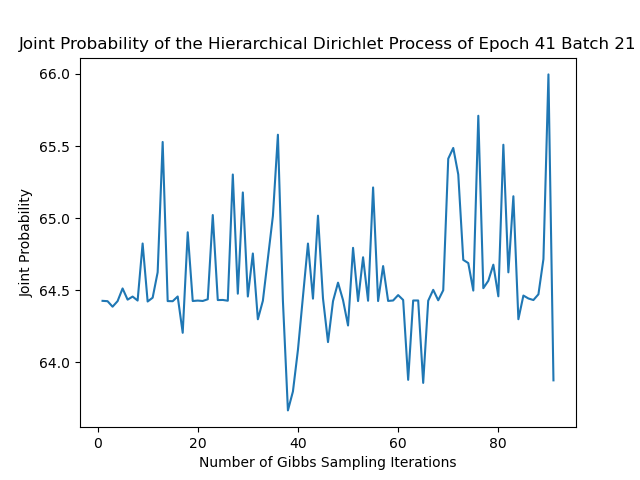 Joint Probability of the Hierarchical Dirichlet Process of Epoch 41 Batch 21
66.0
65.5
65.0
64.5
64.0
Joint Probability
0 20 40 60 80
Number of Gibbs Sampling Iterations